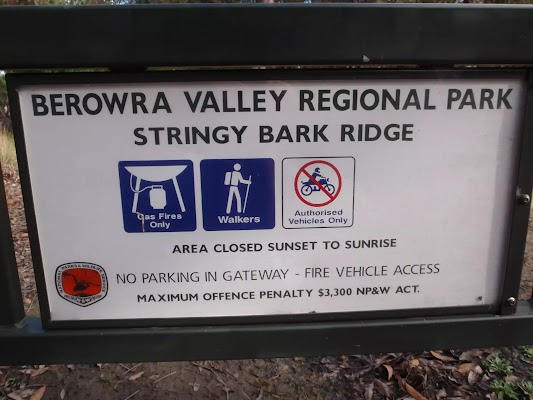 BEROWRA VALLEY REGIONAL PARK
STRINGY BARK RIDGE
Gas Fires
Only
Walkers
Authorised
Vehicles Only
AREA CLOSED SUNSET TO SUNRISE
NO PARKING IN GATEWAY - FIRE VEHICLE ACCESS
MAXIMUM OFFENCE PENALTY $3,300 NP&W ACT.